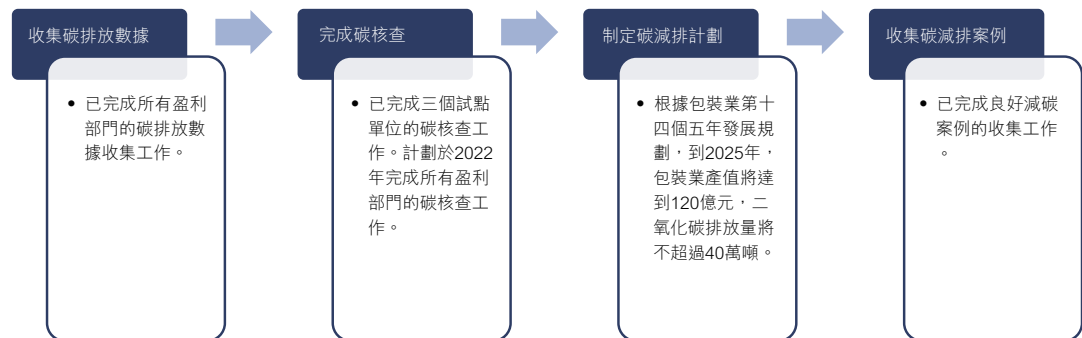 收集碳排放數據
• 已完成所有盈利
部門的碳排放數
據收集工作。
完成碳核查
• 已完成三個試點
單位的碳核查工
作。計劃於2022
年完成所有盈利
部門的碳核查工
作。
制定碳減排計劃
• 根據包裝業第十
四個五年發展規
劃，到2025年，
包裝業產值將達
到120億元，二
氧化碳排放量將
不超過40萬噸。
收集碳減排案例
• 已完成良好減碳
案例的收集工作
。